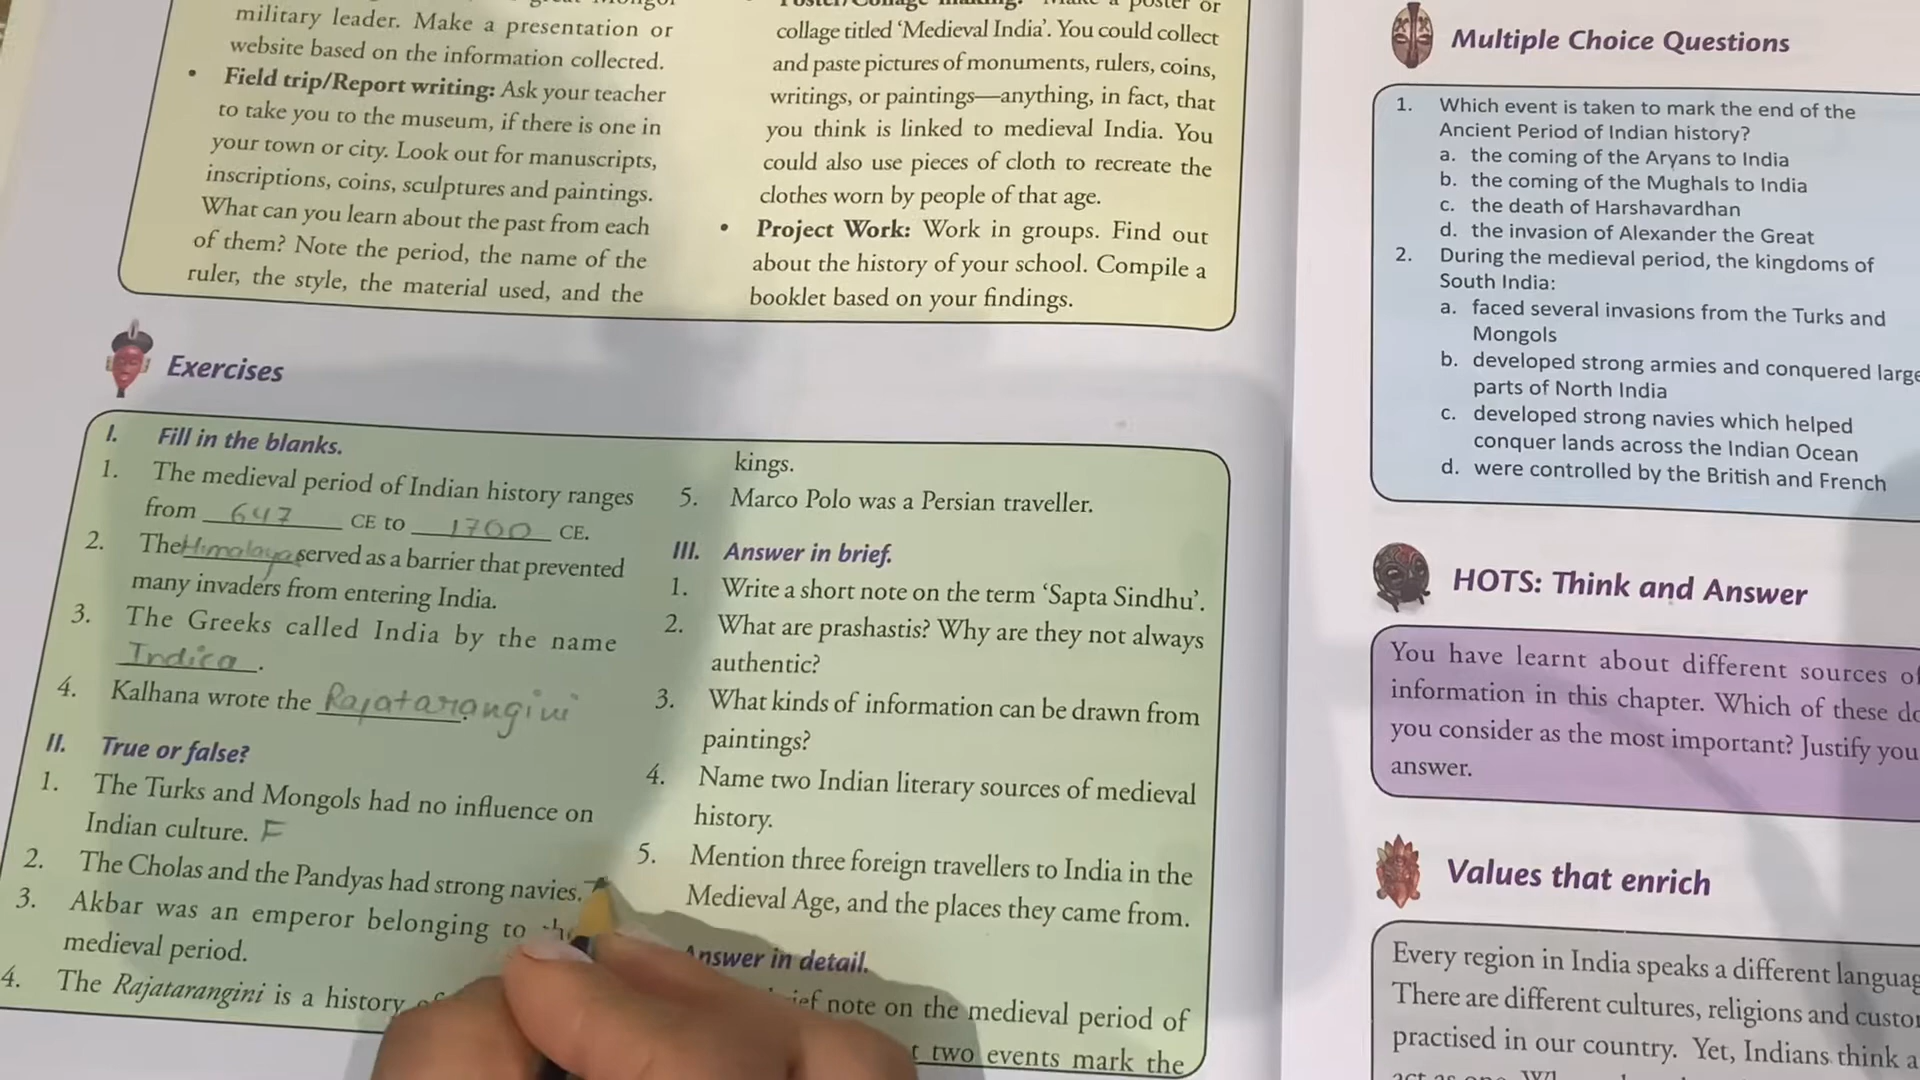 military leader. Make a presentation or
website based on the information collected.
• Field trip/Report writing: Ask your teacher
to take you to the museum, if there is one in
your town or city. Look out for manuscripts,
inscriptions, coins, sculptures and paintings.
What can you learn about the past from each
of them? Note the period, the name of the
ruler, the style, the material used, and the
Poster/Collage making: Make a poster or
collage titled ‘Medieval India’. You could collect
and paste pictures of monuments, rulers, coins,
writings, or paintings—anything, in fact, that
you think is linked to medieval India. You
could also use pieces of cloth to recreate the
clothes worn by people of that age.
• Project Work: Work in groups. Find out
about the history of your school. Compile a
booklet based on your findings.
Exercises
I. Fill in the blanks.
1. The medieval period of Indian history ranges
from 647 CE to 1700 CE.
2. The Himalaya served as a barrier that prevented
many invaders from entering India.
3. The Greeks called India by the name
Indica.
4. Kalhana wrote the Rajatarangini.
II. True or false?
1. The Turks and Mongols had no influence on
Indian culture. F
2. The Cholas and the Pandyas had strong navies.
3. Akbar was an emperor belonging to
medieval period.
4. The Rajatarangini is a history
kings.
5. Marco Polo was a Persian traveller.
III. Answer in brief.
1. Write a short note on the term ‘Sapta Sindhu’.
2. What are prashastis? Why are they not always
authentic?
3. What kinds of information can be drawn from
paintings?
4. Name two Indian literary sources of medieval
history.
5. Mention three foreign travellers to India in the
Medieval Age, and the places they came from.
Answer in detail.
note on the medieval period of
two events mark the
Multiple Choice Questions
1. Which event is taken to mark the end of the
Ancient Period of Indian history?
a. the coming of the Aryans to India
b. the coming of the Mughals to India
c. the death of Harshavardhan
d. the invasion of Alexander the Great
2. During the medieval period, the kingdoms of
South India:
a. faced several invasions from the Turks and
Mongols
b. developed strong armies and conquered large
parts of North India
c. developed strong navies which helped
conquer lands across the Indian Ocean
d. were controlled by the British and French
HOTS: Think and Answer
You have learnt about different sources of
information in this chapter. Which of these do
you consider as the most important? Justify you
answer.
Values that enrich
Every region in India speaks a different languag
There are different cultures, religions and custo
practised in our country. Yet, Indians think a